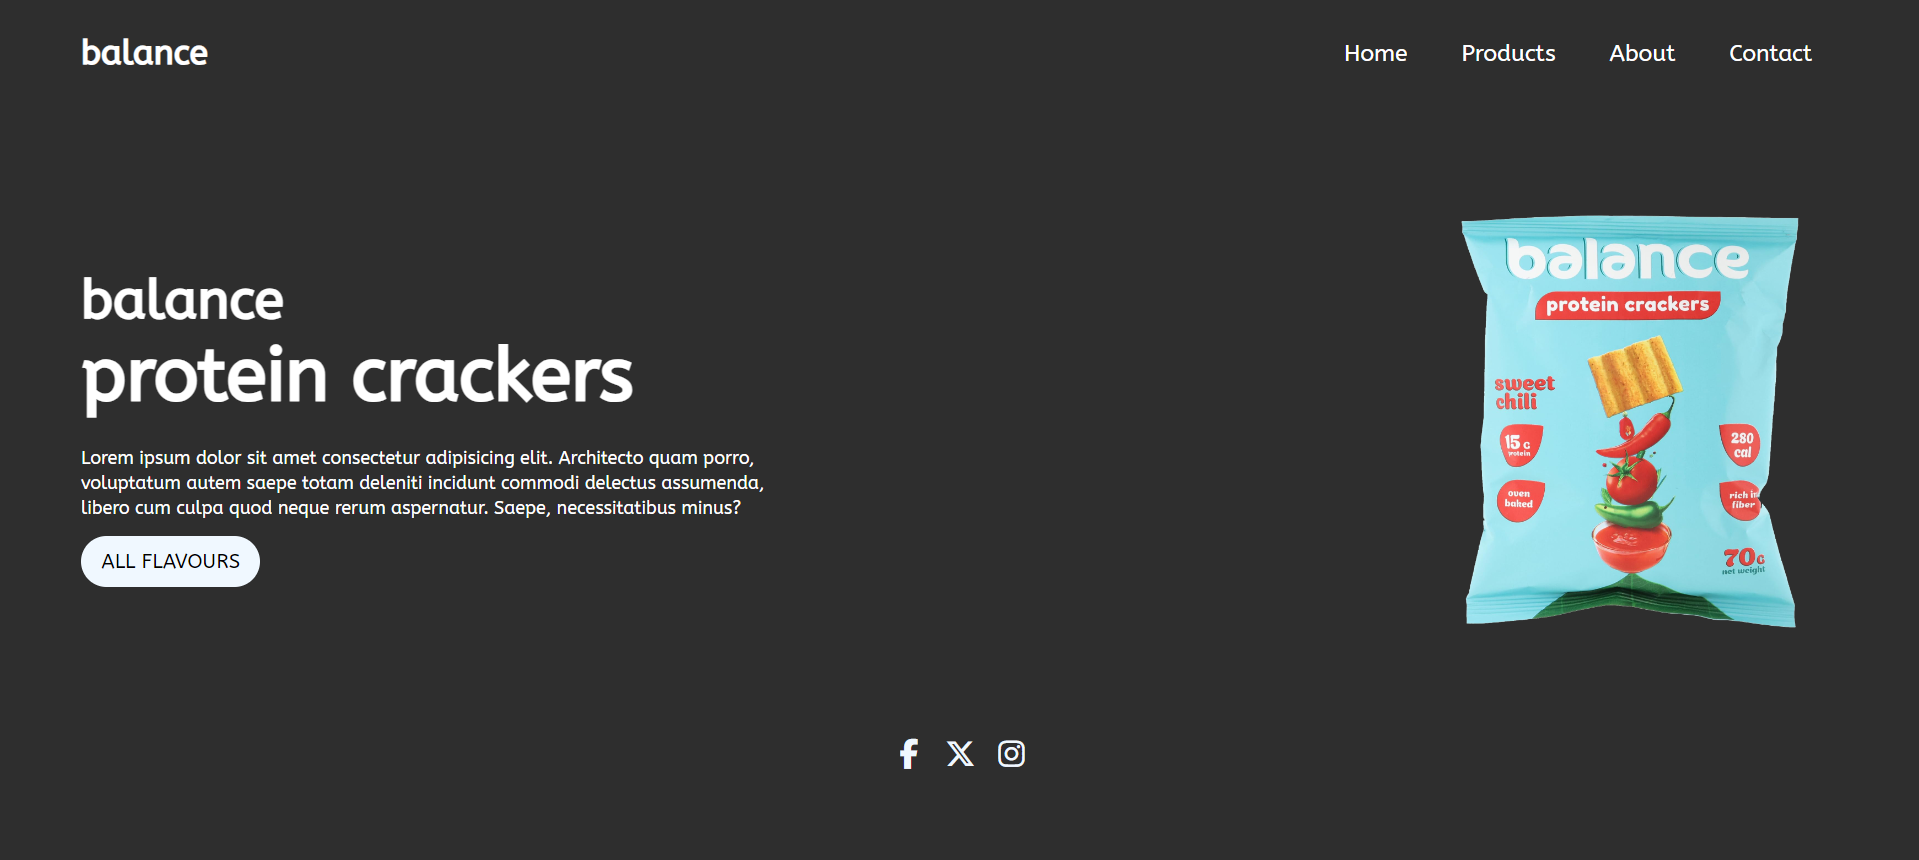 balance
Home Products About Contact
balance
protein crackers
Lorem ipsum dolor sit amet consectetur adipisicing elit. Architecto quam porro,
voluptatum autem saepe totam deleniti incidunt commodi delectus assumenda,
libero cum culpa quod neque rerum aspernatur. Saepe, necessitatibus minus?
ALL FLAVOURS
balance
protein crackers
sweet
chili
15 G
protein
280
cal
oven
baked
rich in
fiber
70G
net weight